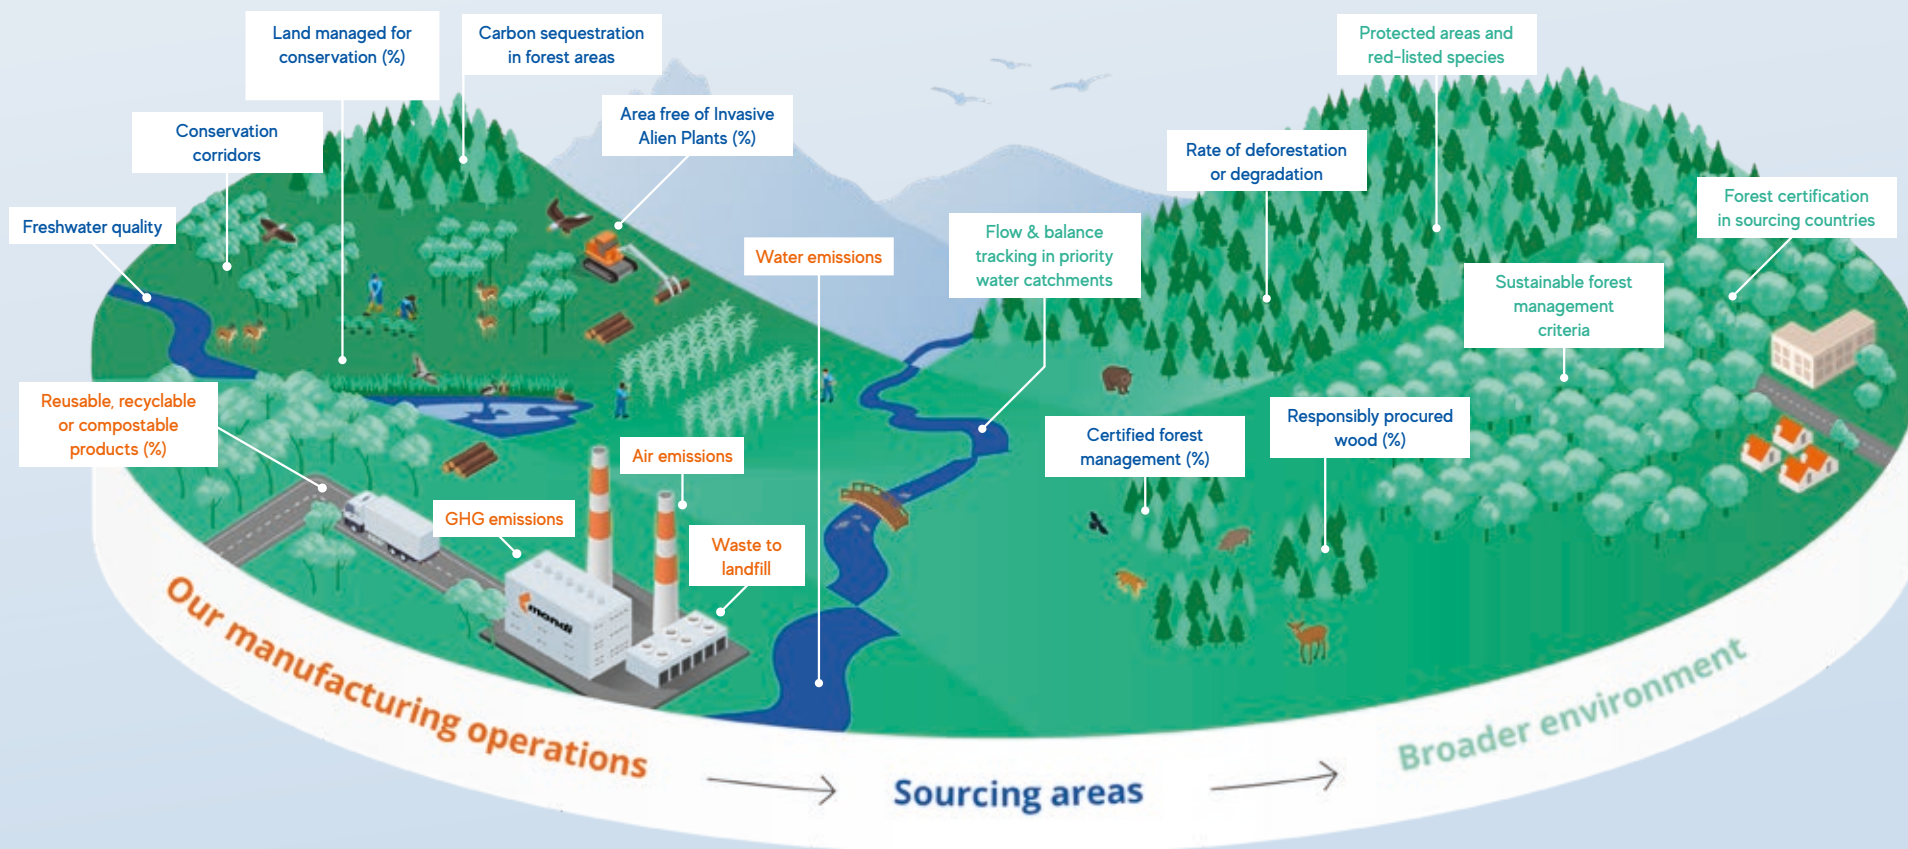 Land managed for
conservation (%)
Carbon sequestration
in forest areas
Protected areas and
red-listed species
Conservation
corridors
Area free of Invasive
Alien Plants (%)
Rate of deforestation
or degradation
Forest certification
in sourcing countries
Freshwater quality
Water emissions
Flow & balance
tracking in priority
water catchments
Sustainable forest
management
criteria
Reusable, recyclable
or compostable
products (%)
Air emissions
Certified forest
management (%)
Responsibly procured
wood (%)
GHG emissions
Waste to
landfill
mondi
Our manufacturing operations
Sourcing areas
Broader environment